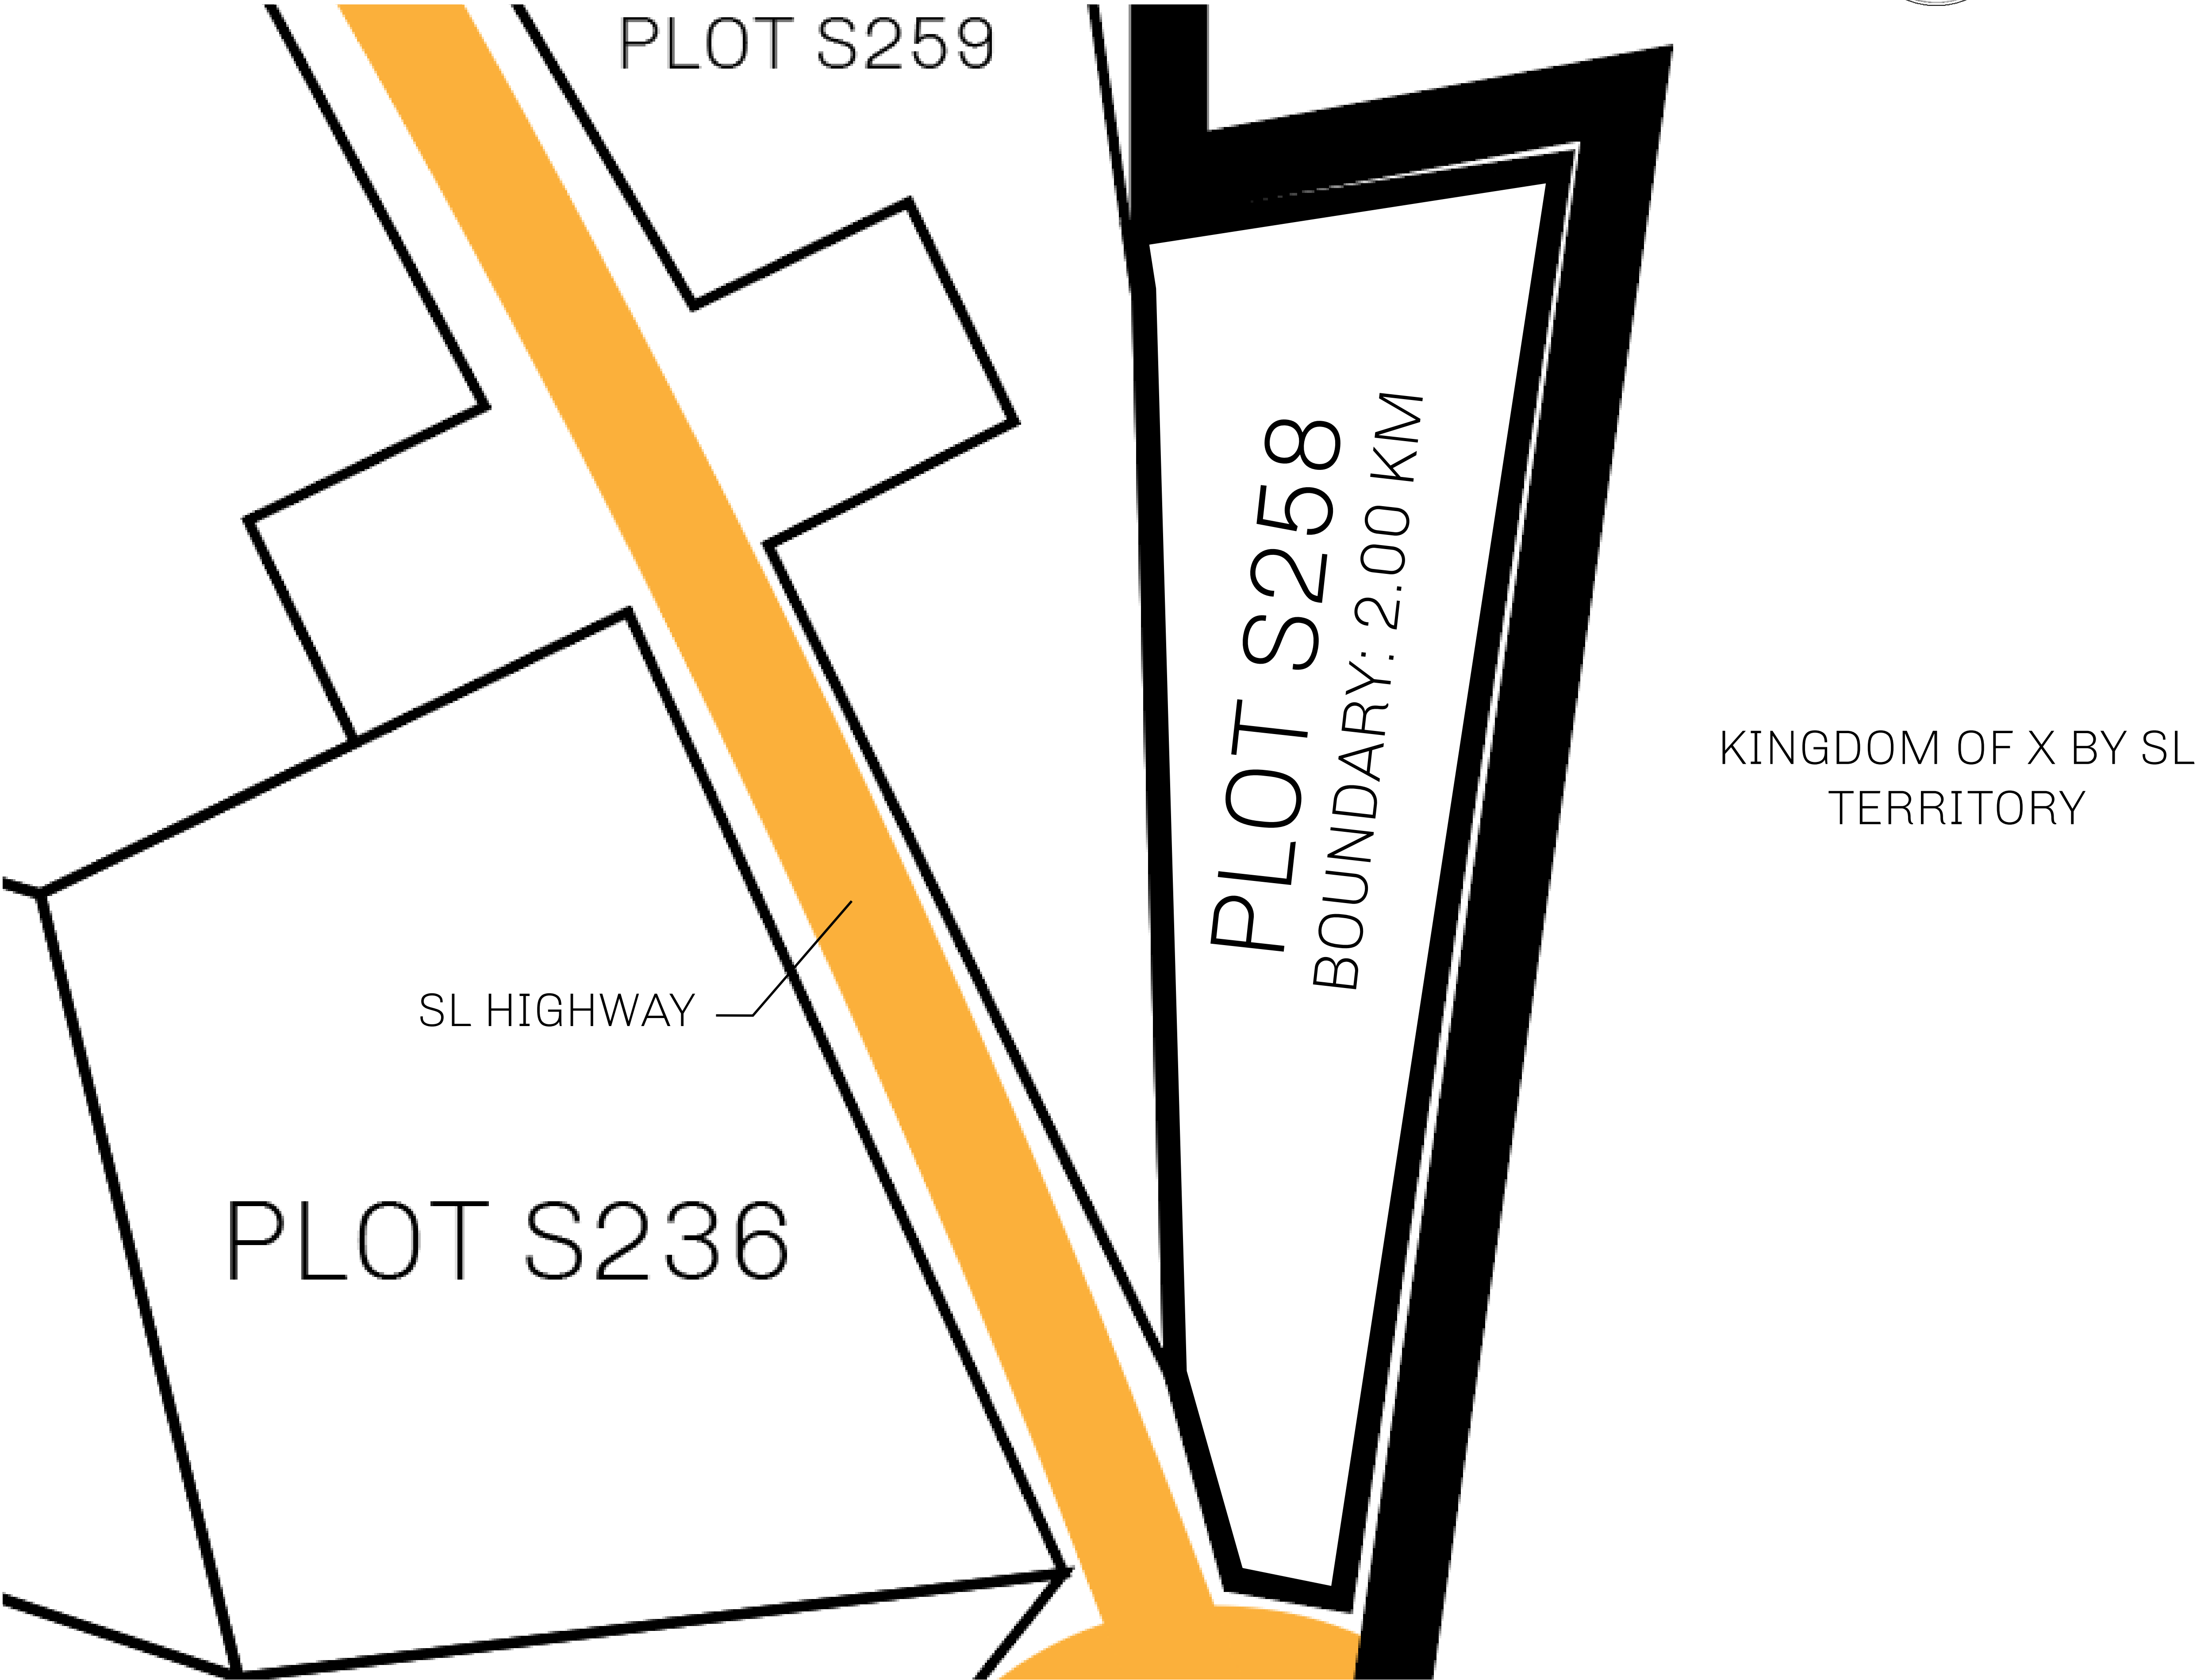 PLOT S259
PLOT S258
BOUNDARY: 2.00 KM
KINGDOM OF X BY SL
TERRITORY
SL HIGHWAY
PLOT S236